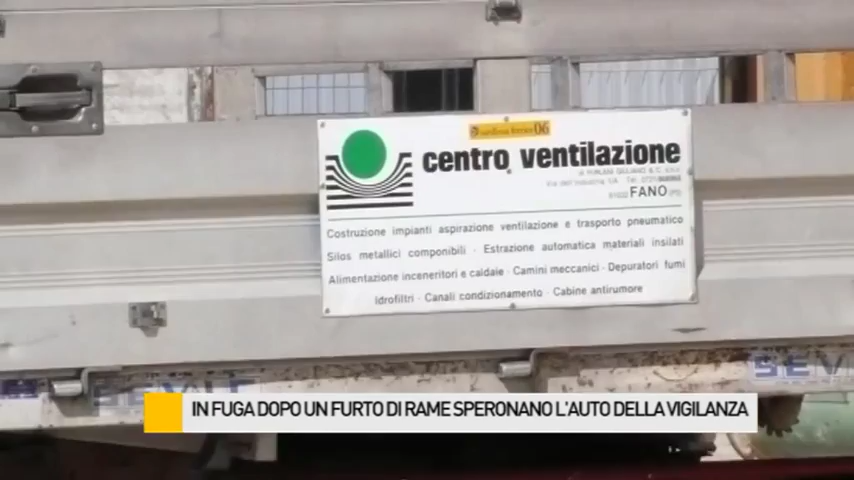 06
centro ventilazione
FANO
Costruzione impianti aspirazione ventilazione e trasporto pneumatico
Silos metallici componibili · Estrazione automatica materiali insilati
Alimentazione inceneritori e caldaie · Camini meccanici · Depuratori fumi
Idrofiltri · Canali condizionamento · Cabine antirumore
IN FUGA DOPO UN FURTO DI RAME SPERONANO L'AUTO DELLA VIGILANZA